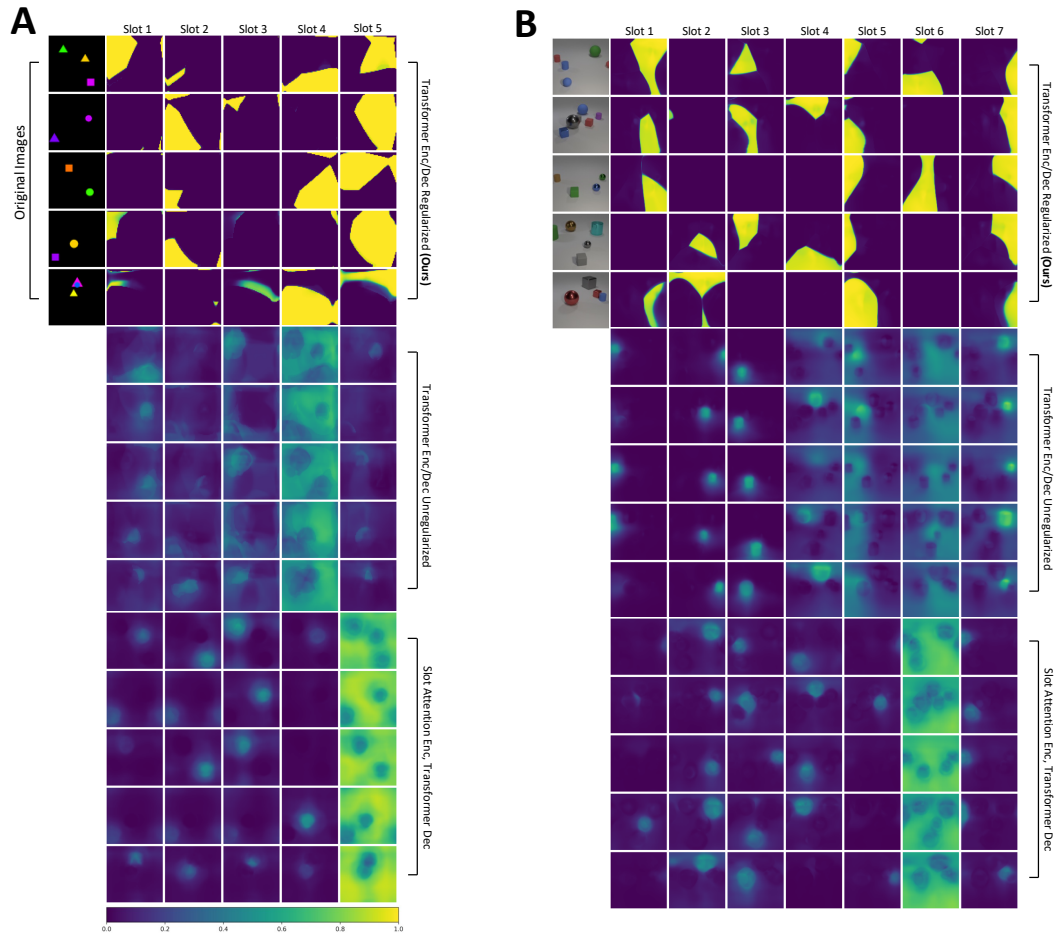 A
Slot 1 Slot 2 Slot 3 Slot 4 Slot 5
Original Images
Transformer Enc/Dec Regularized (Ours)
Transformer Enc/Dec Unregularized
Slot Attention Enc, Transformer Dec
0.0 0.2 0.4 0.6 0.8 1.0
B
Slot 1 Slot 2 Slot 3 Slot 4 Slot 5 Slot 6 Slot 7
Transformer Enc/Dec Regularized (Ours)
Transformer Enc/Dec Unregularized
Slot Attention Enc, Transformer Dec